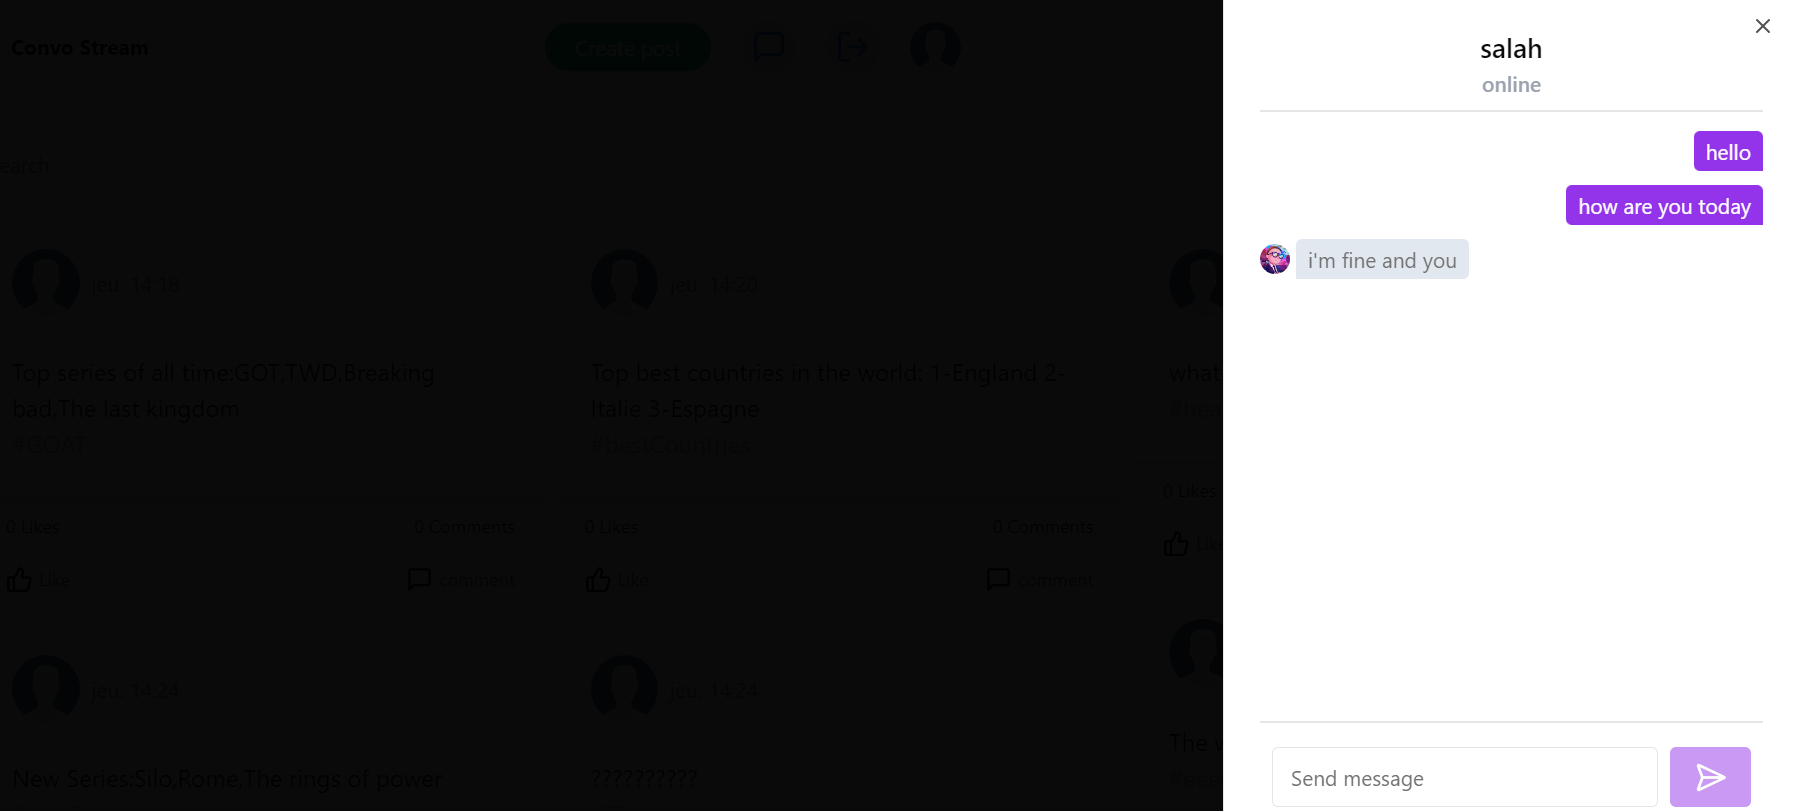 Convo Stream
Create post
earch
jeu. 14:18
Top series of all time:GOT,TWD,Breaking
bad,The last kingdom
#GOAT
0 Likes
0 Comments
Like
comment
jeu. 14:20
Top best countries in the world: 1-England 2-
Italie 3-Espagne
#bestCountries
0 Likes
0 Comments
Like
comment
what
0 Likes
Like
jeu. 14:24
New Series:Silo,Rome,The rings of power
jeu. 14:24
??????????
The
salah
online
hello
how are you today
i'm fine and you
Send message